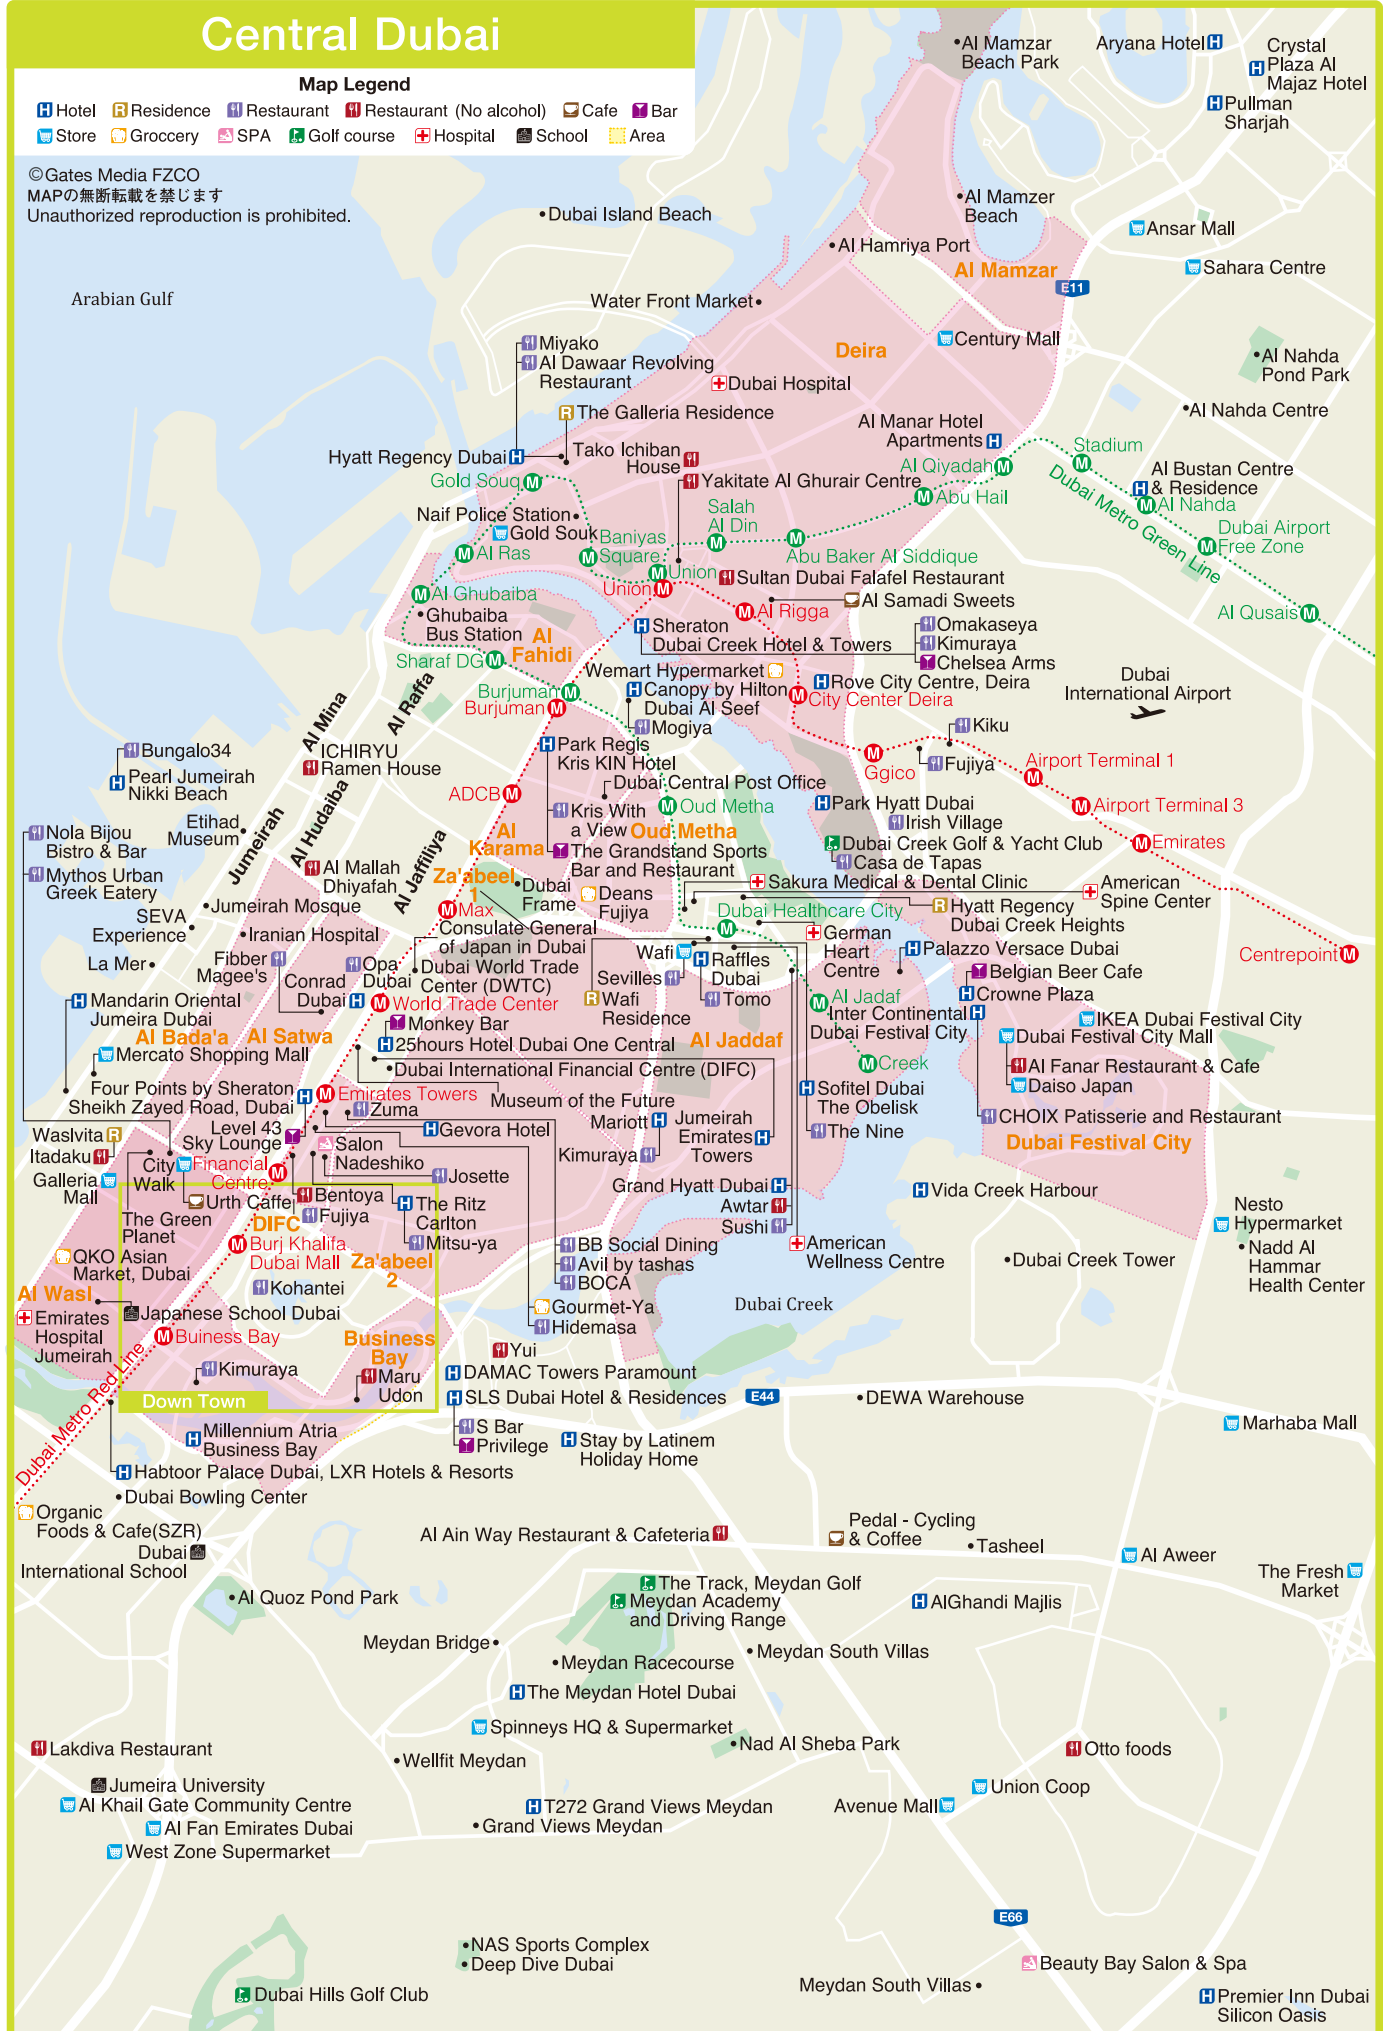 Central Dubai
Map Legend
Hotel
Residence
Restaurant
Restaurant (No alcohol)
Cafe
Bar
Store
Groccery
SPA
Golf course
Hospital
School
Area
©Gates Media FZCO
MAPの無断転載を禁じます
Unauthorized reproduction is prohibited.
Al Mamzar
Beach Park
Aryana Hotel
Crystal
Plaza Al
Majaz Hotel
Pullman
Sharjah
Dubai Island Beach
Al Mamzer
Beach
Ansar Mall
Al Hamriya Port
Al Mamzar
Sahara Centre
E11
Arabian Gulf
Water Front Market
Century Mall
Deira
Miyako
Al Dawaar Revolving
Restaurant
Al Nahda
Pond Park
Dubai Hospital
The Galleria Residence
Al Nahda Centre
Al Manar Hotel
Apartments
Hyatt Regency Dubai
Tako Ichiban
House
Stadium
Al Qiyadah
Al Bustan Centre
& Residence
Gold Souq
Yakitate Al Ghurair Centre
Abu Hail
Al Nahda
Dubai Metro Green Line
Naif Police Station
Gold Souk
Salah
Al Din
Dubai Airport
Free Zone
Baniyas
Square
Al Ras
Abu Baker Al Siddique
Union
Union
Sultan Dubai Falafel Restaurant
Al Ghubaiba
Al Rigga
Al Samadi Sweets
Al Qusais
Ghubaiba
Bus Station
Al
Fahidi
Sheraton
Dubai Creek Hotel & Towers
Omakaseya
Kimuraya
Chelsea Arms
Sharaf DG
Wemart Hypermarket
Rove City Centre, Deira
Dubai
International Airport
Burjuman
Burjuman
Canopy by Hilton
Dubai Al Seef
City Center Deira
Al Mina
Al Raffa
Mogiya
Kiku
Bungalo34
ICHIRYU
Ramen House
Park Regis
Kris KIN Hotel
Ggico
Fujiya
Airport Terminal 1
Pearl Jumeirah
Nikki Beach
Dubai Central Post Office
ADCB
Oud Metha
Park Hyatt Dubai
Airport Terminal 3
Al Hudaiba
Etihad
Museum
Kris With
a View
Oud Metha
Irish Village
Nola Bijou
Bistro & Bar
Al
Karama
Dubai Creek Golf & Yacht Club
Emirates
Jumeirah
Al Jaffiliya
The Grandstand Sports
Bar and Restaurant
Casa de Tapas
Mythos Urban
Greek Eatery
Al Mallah
Dhiyafah
Za'abeel
1
Dubai
Frame
Deans
Fujiya
Sakura Medical & Dental Clinic
American
Spine Center
Jumeirah Mosque
Max
Dubai Healthcare City
Hyatt Regency
Dubai Creek Heights
SEVA
Experience
Iranian Hospital
Consulate General
of Japan in Dubai
German
Heart
Centre
Palazzo Versace Dubai
Centrepoint
La Mer
Fibber
Magee's
Opa
Dubai
Dubai World Trade
Center (DWTC)
Wafi
Raffles
Dubai
Belgian Beer Cafe
Conrad
Dubai
Sevilles
Tomo
Crowne Plaza
Mandarin Oriental
Jumeira Dubai
World Trade Center
Wafi
Residence
Al Jadaf
Inter Continental
Dubai Festival City
IKEA Dubai Festival City
Al Bada'a
Al Satwa
Monkey Bar
25hours Hotel Dubai One Central
Al Jaddaf
Dubai Festival City Mall
Mercato Shopping Mall
Dubai International Financial Centre (DIFC)
Creek
Al Fanar Restaurant & Cafe
Daiso Japan
Four Points by Sheraton
Sheikh Zayed Road, Dubai
Emirates Towers
Museum of the Future
Sofitel Dubai
The Obelisk
Zuma
CHOIX Patisserie and Restaurant
Level 43
Sky Lounge
Gevora Hotel
Mariott
Jumeirah
Emirates
Towers
The Nine
Dubai Festival City
Waslvita
Itadaku
Salon
Nadeshiko
Kimuraya
City
Walk
Financial
Centre
Josette
Galleria
Mall
Urth Caffe
Bentoya
Fujiya
The Ritz
Carlton
Grand Hyatt Dubai
Vida Creek Harbour
Awtar
Sushi
The Green
Planet
DIFC
Mitsu-ya
Nesto
Hypermarket
Burj Khalifa
Dubai Mall
BB Social Dining
Avil by tashas
BOCA
American
Wellness Centre
Dubai Creek Tower
Nadd Al
Hammar
Health Center
QKO Asian
Market, Dubai
Za'abeel
2
Kohantei
Al Wasl
Japanese School Dubai
Gourmet-Ya
Hidemasa
Dubai Creek
Emirates
Hospital
Jumeirah
Buiness Bay
Business
Bay
Yui
Dubai Metro Red Line
Kimuraya
Maru
Udon
DAMAC Towers Paramount
Down Town
SLS Dubai Hotel & Residences
E44
DEWA Warehouse
Millennium Atria
Business Bay
S Bar
Privilege
Stay by Latinem
Holiday Home
Marhaba Mall
Habtoor Palace Dubai, LXR Hotels & Resorts
Dubai Bowling Center
Organic
Foods & Cafe(SZR)
Al Ain Way Restaurant & Cafeteria
Pedal - Cycling
& Coffee
Tasheel
Al Aweer
Dubai
International School
The Fresh
Market
The Track, Meydan Golf
Meydan Academy
and Driving Range
AlGhandi Majlis
Al Quoz Pond Park
Meydan Bridge
Meydan South Villas
Meydan Racecourse
The Meydan Hotel Dubai
Spinneys HQ & Supermarket
Lakdiva Restaurant
Nad Al Sheba Park
Otto foods
Wellfit Meydan
Jumeira University
Union Coop
Al Khail Gate Community Centre
T272 Grand Views Meydan
Avenue Mall
Al Fan Emirates Dubai
Grand Views Meydan
West Zone Supermarket
E66
NAS Sports Complex
Deep Dive Dubai
Beauty Bay Salon & Spa
Meydan South Villas
Dubai Hills Golf Club
Premier Inn Dubai
Silicon Oasis